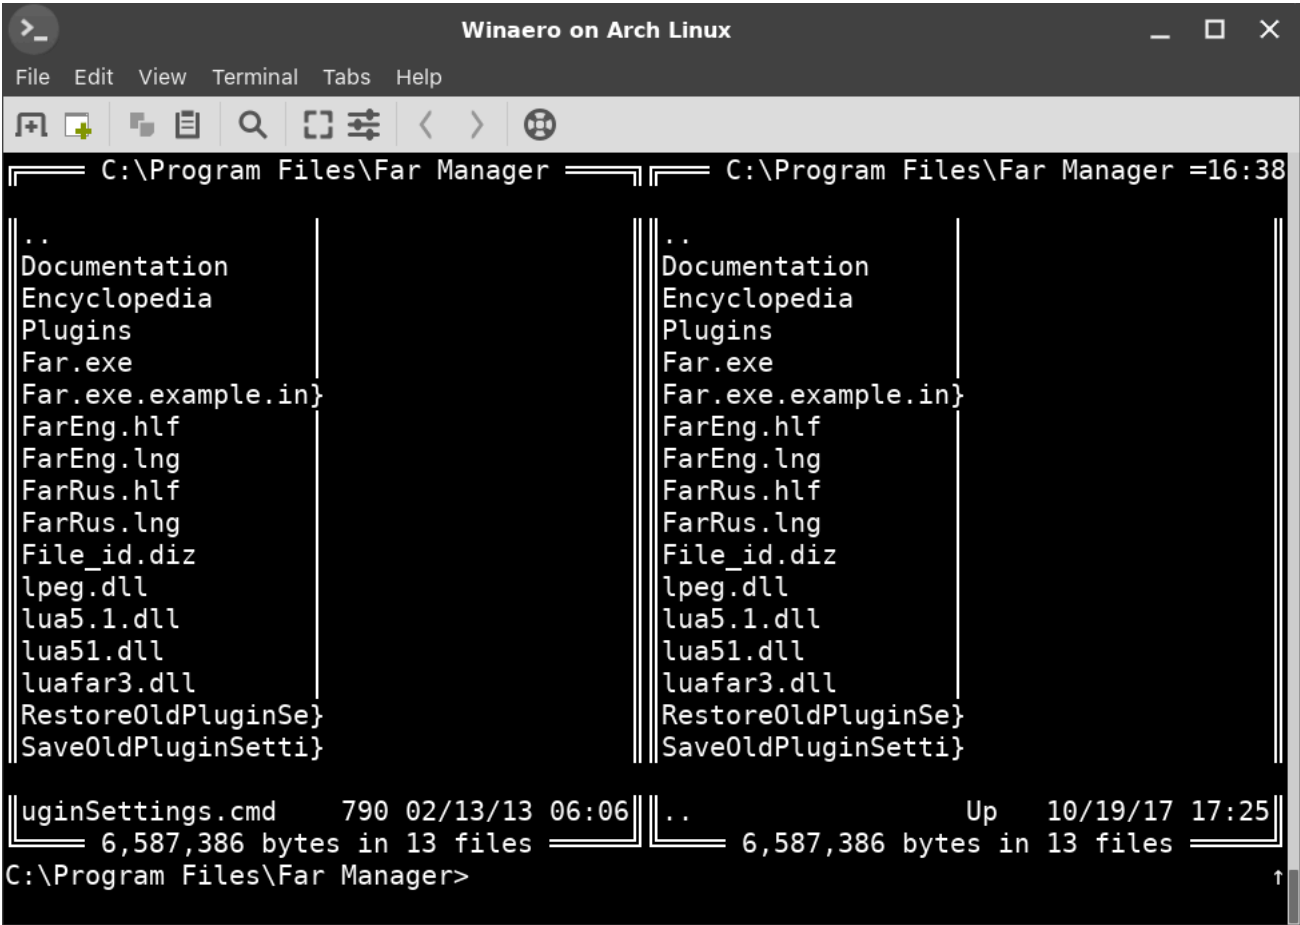 Winaero on Arch Linux
File Edit View Terminal Tabs Help
C:\Program Files\Far Manager C:\Program Files\Far Manager =16:38
.. ..
Documentation Documentation
Encyclopedia Encyclopedia
Plugins Plugins
Far.exe Far.exe
Far.exe.example.in} Far.exe.example.in}
FarEng.hlf FarEng.hlf
FarEng.lng FarEng.lng
FarRus.hlf FarRus.hlf
FarRus.lng FarRus.lng
File_id.diz File_id.diz
lpeg.dll lpeg.dll
lua5.1.dll lua5.1.dll
lua51.dll lua51.dll
luafar3.dll luafar3.dll
RestoreOldPluginSe} RestoreOldPluginSe}
SaveOldPluginSetti} SaveOldPluginSetti}
uginSettings.cmd 790 02/13/13 06:06 .. Up 10/19/17 17:25
6,587,386 bytes in 13 files 6,587,386 bytes in 13 files
C:\Program Files\Far Manager> ↑